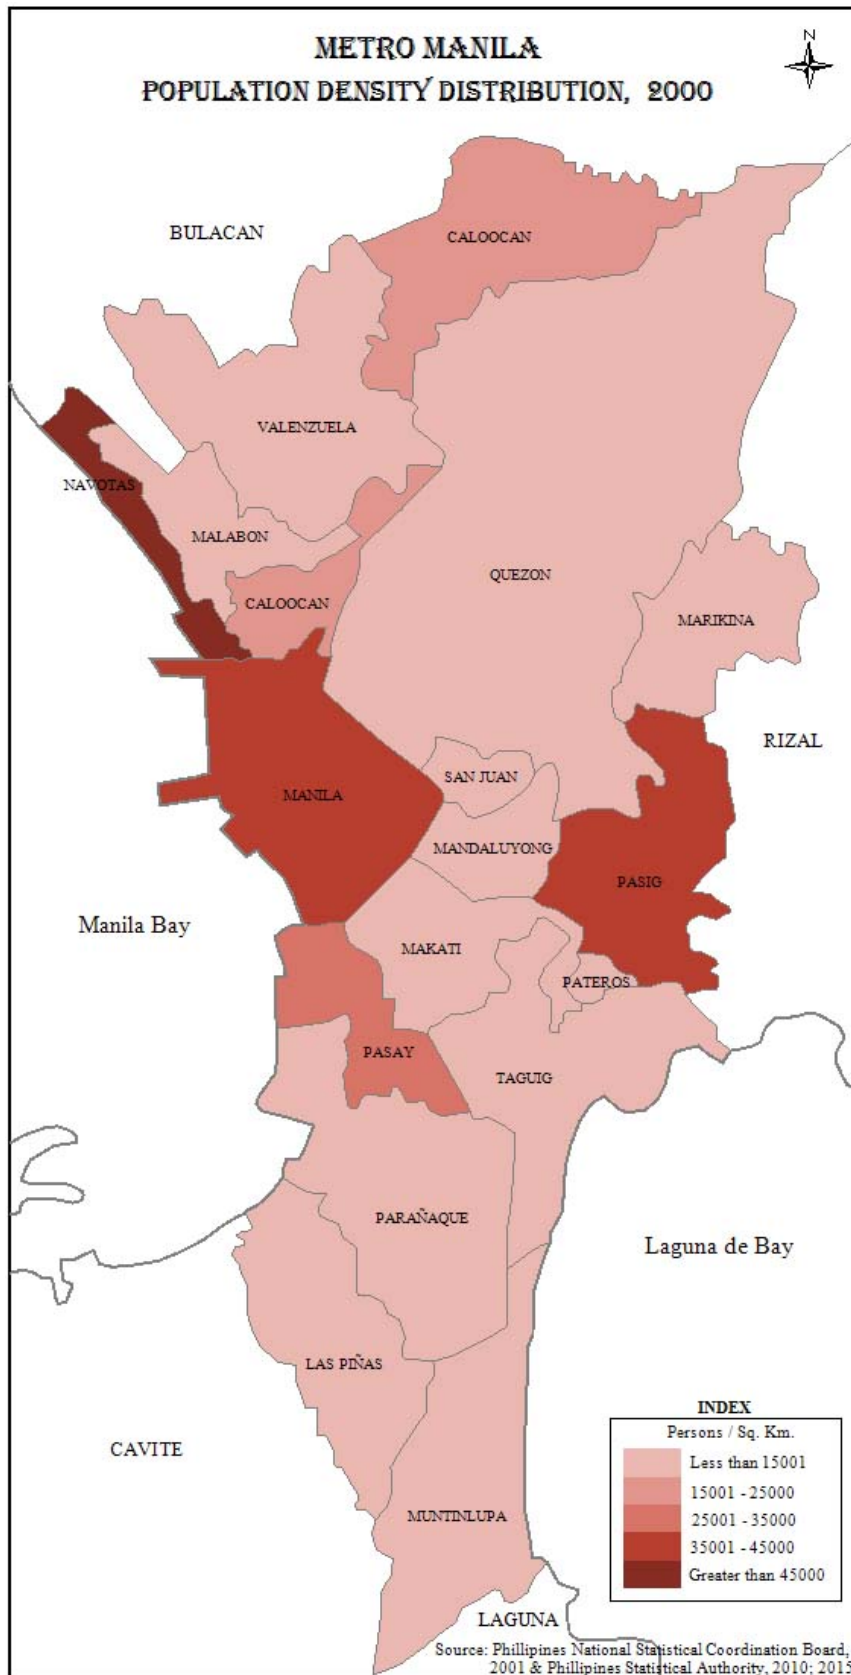 METRO MANILA
POPULATION DENSITY DISTRIBUTION, 2000
N
BULACAN
CALOOCAN
VALENZUELA
NAVOTAS
MALABON
QUEZON
CALOOCAN
MARIKINA
RIZAL
SAN JUAN
MANILA
MANDALUYONG
PASIG
Manila Bay
MAKATI
PATEROS
PASAY
TAGUIG
PARAÑAQUE
Laguna de Bay
LAS PIÑAS
CAVITE
MUNTINLUPA
LAGUNA
INDEX
Persons / Sq. Km.
Less than 15001
15001 - 25000
25001 - 35000
35001 - 45000
Greater than 45000
Source: Phillipines National Statistical Coordination Board,
2001 & Phillipines Statistical Authority, 2010; 2015